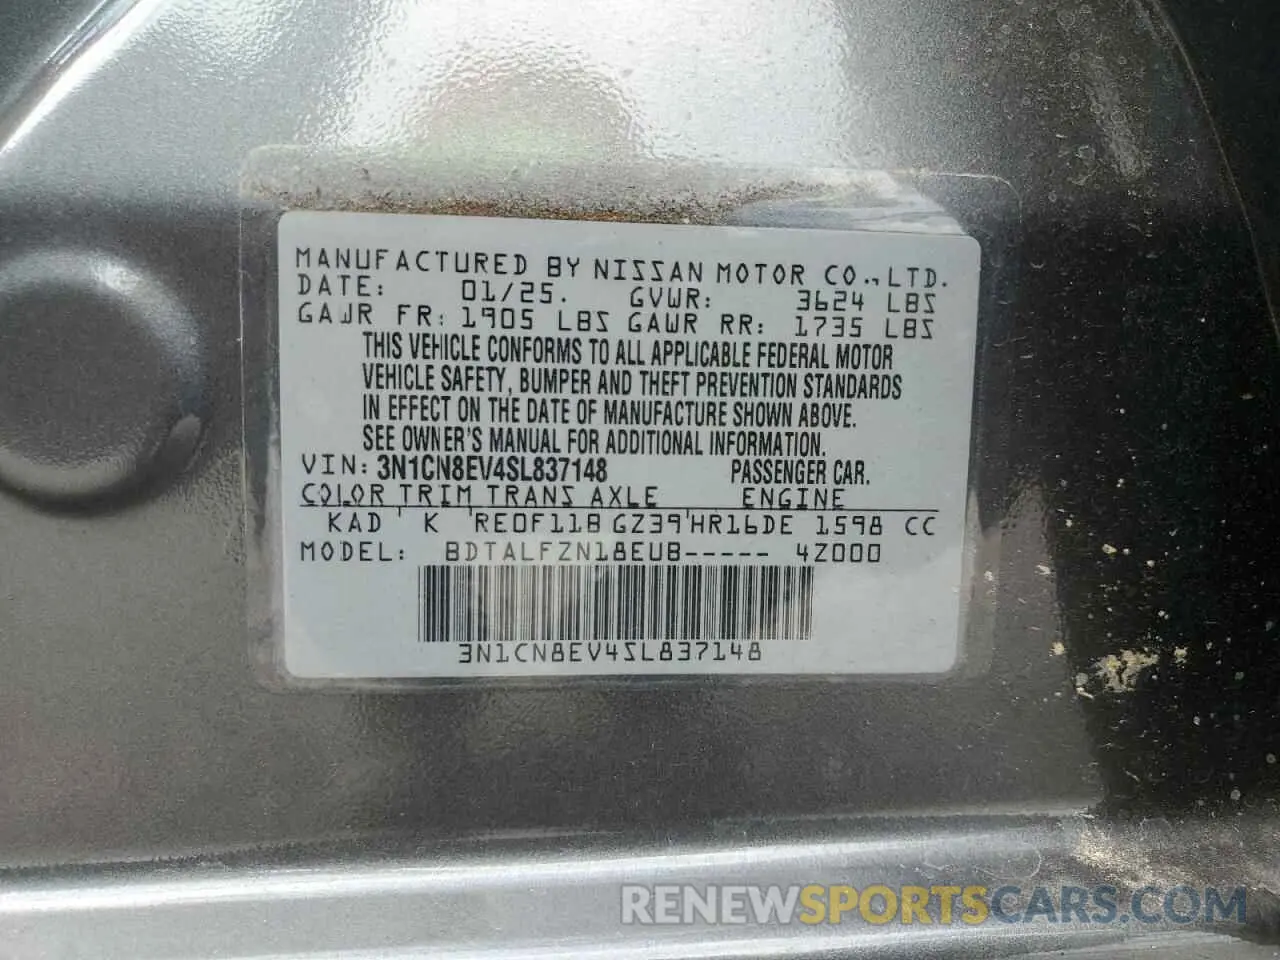 MANUFACTURED BY NISSAN MOTOR CO.,LTD.
DATE: 01/25. GVWR: 3624 LBS
GAWR FR: 1905 LBS GAWR RR: 1735 LBS
THIS VEHICLE CONFORMS TO ALL APPLICABLE FEDERAL MOTOR
VEHICLE SAFETY, BUMPER AND THEFT PREVENTION STANDARDS
IN EFFECT ON THE DATE OF MANUFACTURE SHOWN ABOVE.
SEE OWNER'S MANUAL FOR ADDITIONAL INFORMATION.
VIN: 3N1CN8EV4SL837148 PASSENGER CAR.
COLOR TRIM TRANS AXLE ENGINE
KAD ' K 'RE0F11B GZ39'HR16DE 1598 CC
MODEL: BDTALFZN18EUB----- 4Z000
3N1CN8EV4SL837148
RENEWSPORTSCARS.COM